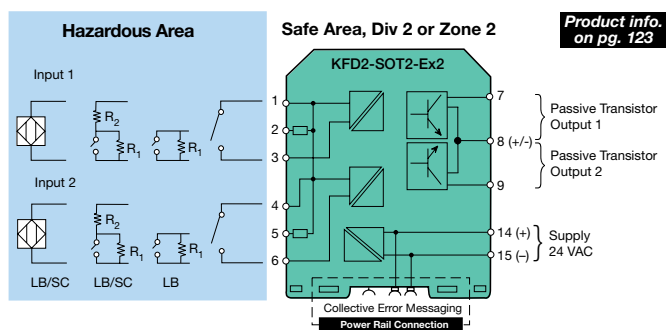 Hazardous Area
Safe Area, Div 2 or Zone 2
Product info.
on pg. 123
KFD2-SOT2-Ex2
Input 1
R2
R1
R1
1
2
3
7
8 (+/-)
9
Passive Transistor
Output 1
Passive Transistor
Output 2
Input 2
R2
R1
R1
4
5
6
14 (+)
15 (–)
Supply
24 VAC
LB/SC
LB/SC
LB
Collective Error Messaging
Power Rail Connection